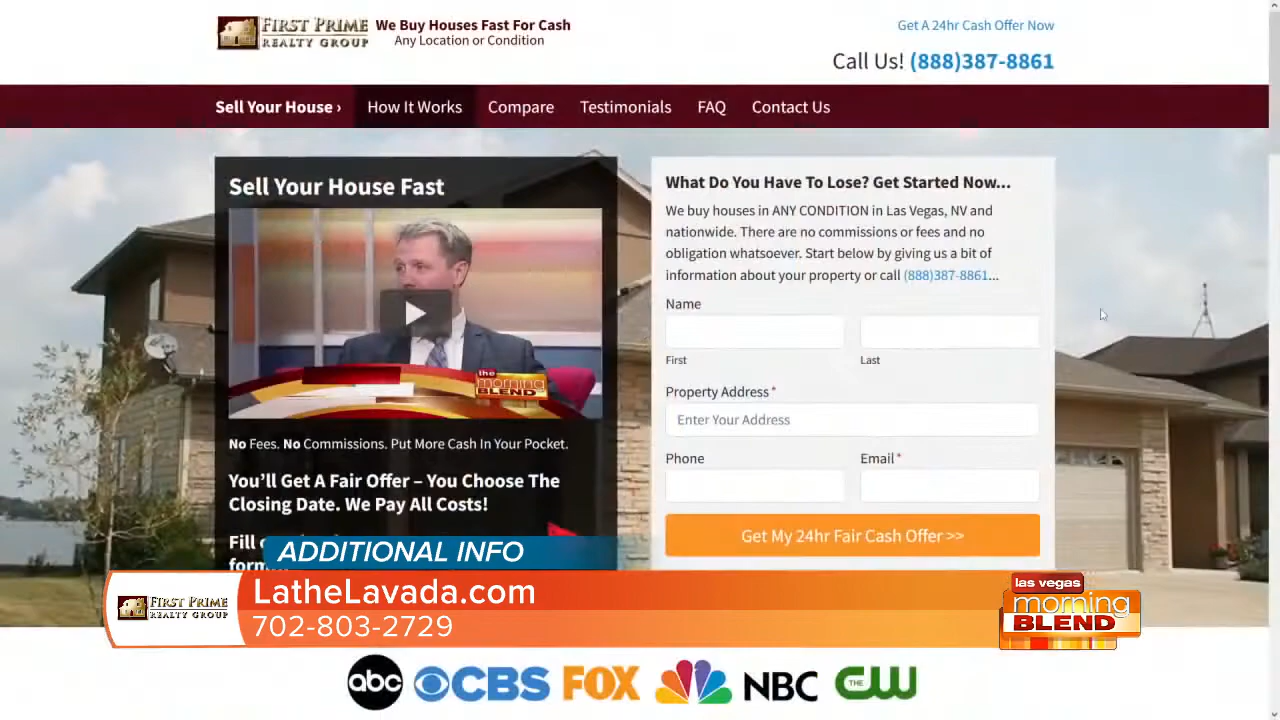 FIRST PRIME
REALTY GROUP
We Buy Houses Fast For Cash
Any Location or Condition
Get A 24hr Cash Offer Now
Call Us! (888)387-8861
Sell Your House › How It Works Compare Testimonials FAQ Contact Us
Sell Your House Fast
the
morning
BLEND
No Fees. No Commissions. Put More Cash In Your Pocket.
You'll Get A Fair Offer – You Choose The
Closing Date. We Pay All Costs!
Fill
form
What Do You Have To Lose? Get Started Now...
We buy houses in ANY CONDITION in Las Vegas, NV and
nationwide. There are no commissions or fees and no
obligation whatsoever. Start below by giving us a bit of
information about your property or call (888)387-8861...
Name
First Last
Property Address *
Enter Your Address
Phone Email *
Get My 24hr Fair Cash Offer >>
ADDITIONAL INFO
FIRST PRIME
REALTY GROUP
LatheLavada.com
702-803-2729
las vegas
morning
BLEND
abc CBS FOX NBC THE CW